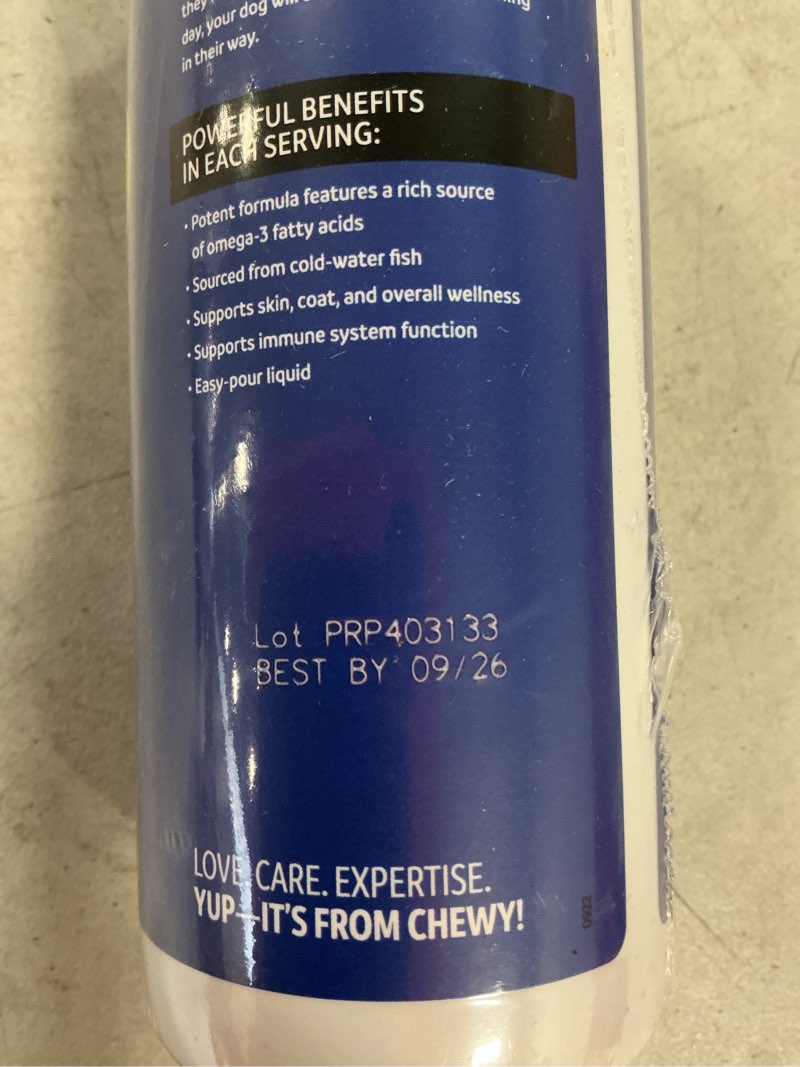 they
day, your dog
in their way.
POWERFUL BENEFITS
IN EACH SERVING:
• Potent formula features a rich source
of omega-3 fatty acids
• Sourced from cold-water fish
• Supports skin, coat, and overall wellness
• Supports immune system function
• Easy-pour liquid
Lot PRP403133
BEST BY 09/26
LOVE. CARE. EXPERTISE.
YUP—IT'S FROM CHEWY!
0922